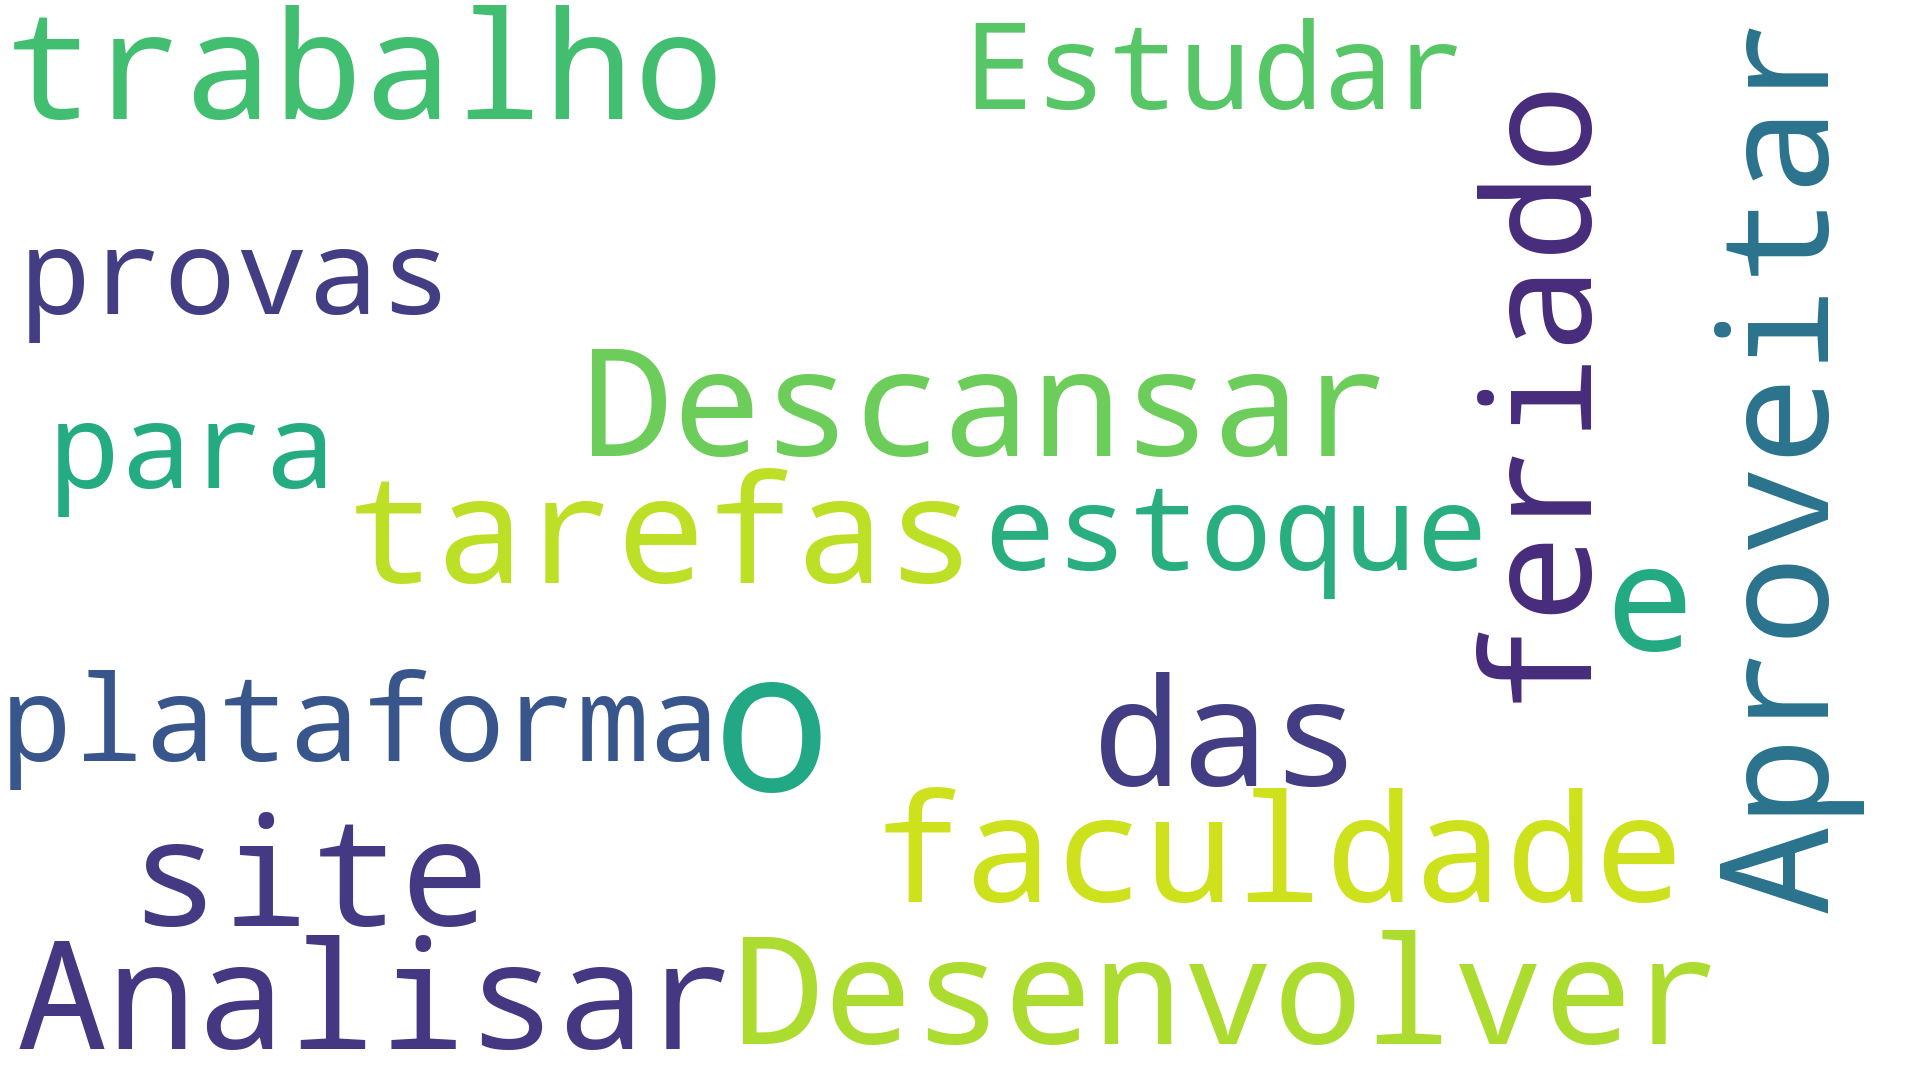 trabalho
Estudar
feriado
Aproveitar
provas
Descansar
para
tarefas
estoque
e
plataforma
o
das
site
faculdade
Analisar
Desenvolver